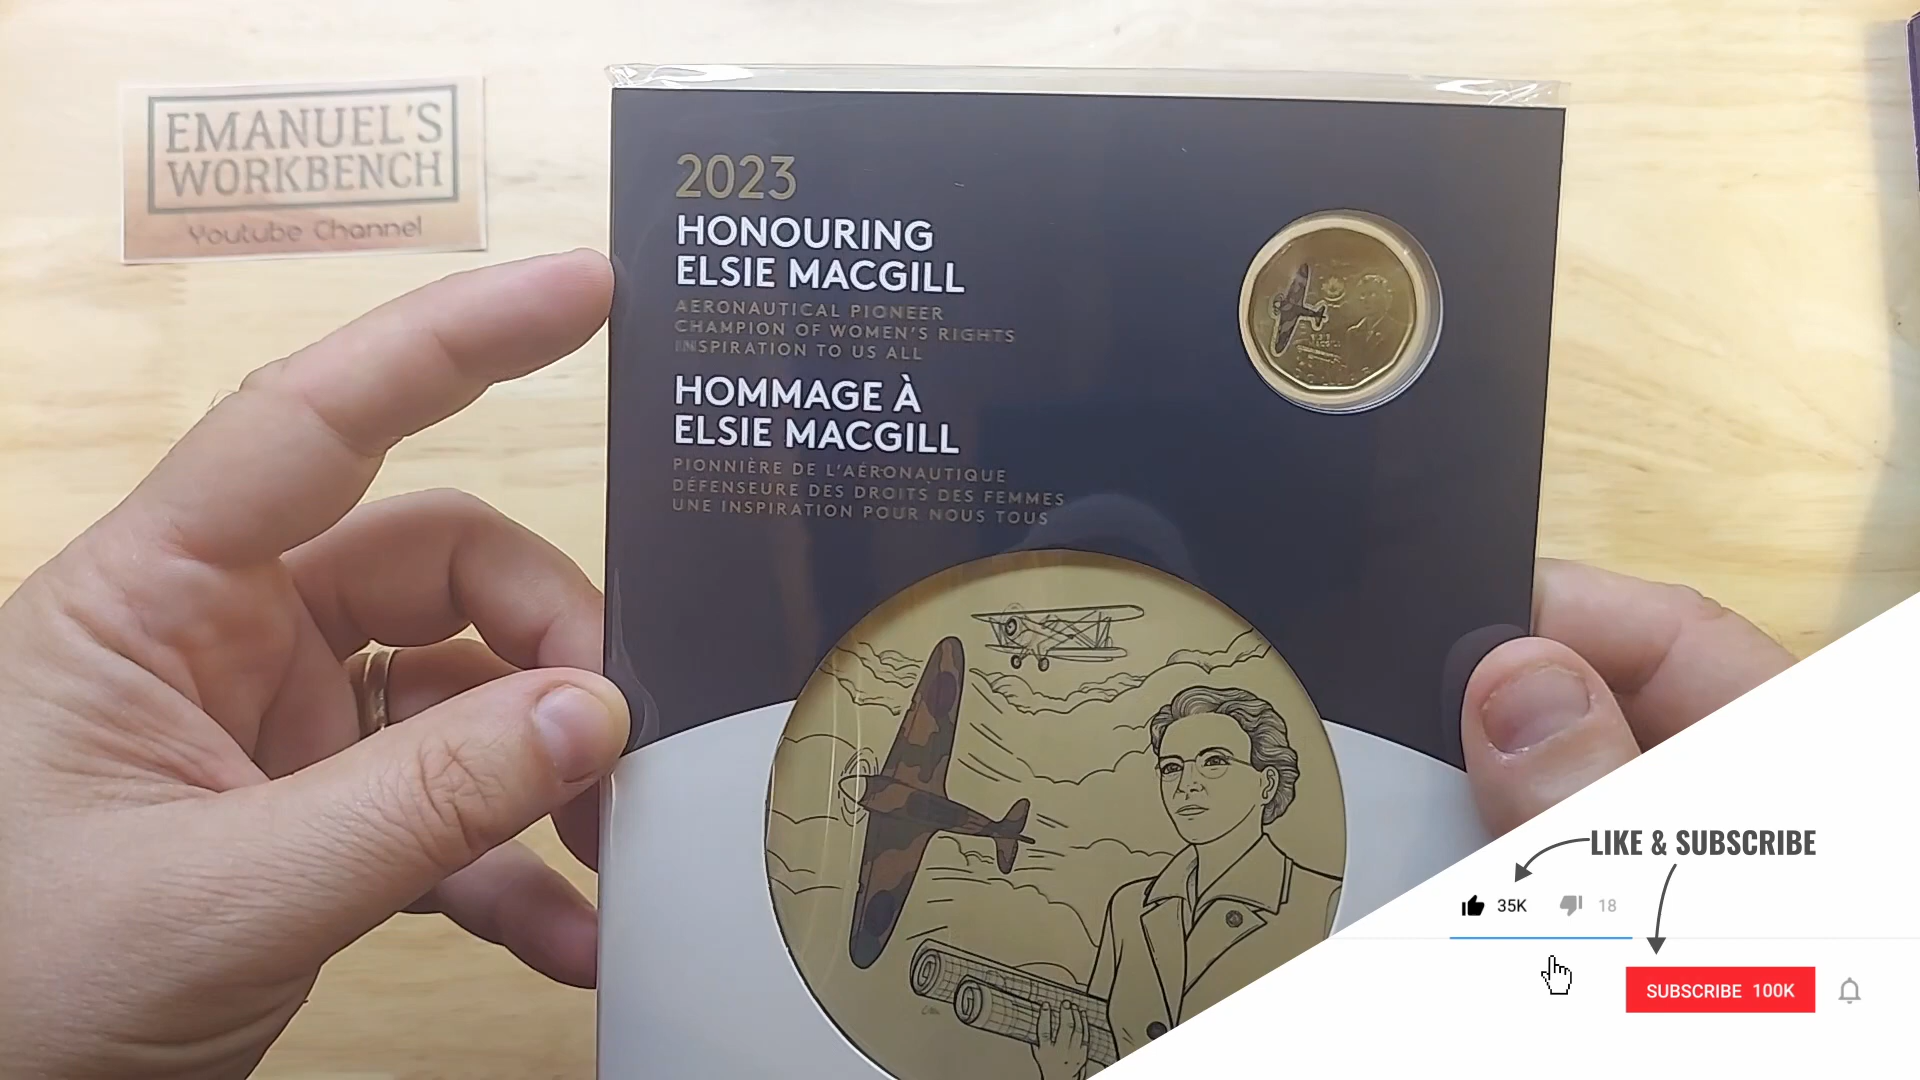 EMANUEL'S
WORKBENCH
Youtube Channel
2023
HONOURING
ELSIE MACGILL
AERONAUTICAL PIONEER
CHAMPION OF WOMEN'S RIGHTS
INSPIRATION TO US ALL
HOMMAGE À
ELSIE MACGILL
PIONNIÈRE DE L'AÉRONAUTIQUE
DÉFENSEURE DES DROITS DES FEMMES
UNE INSPIRATION POUR NOUS TOUS
LIKE & SUBSCRIBE
35K 18
SUBSCRIBE 100K